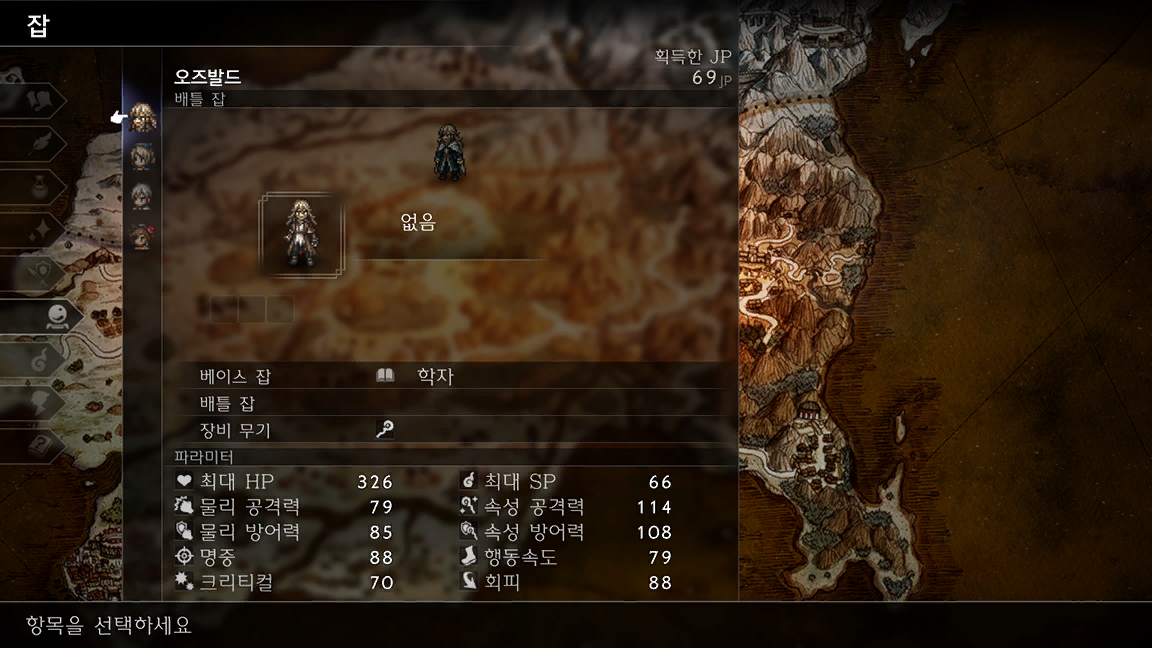 잡
획득한 JP
오즈발드
69JP
배틀 잡
없음
베이스 잡 학자
배틀 잡
장비 무기
파라미터
최대 HP 326 최대 SP 66
물리 공격력 79 속성 공격력 114
물리 방어력 85 속성 방어력 108
명중 88 행동속도 79
크리티컬 70 회피 88
항목을 선택하세요